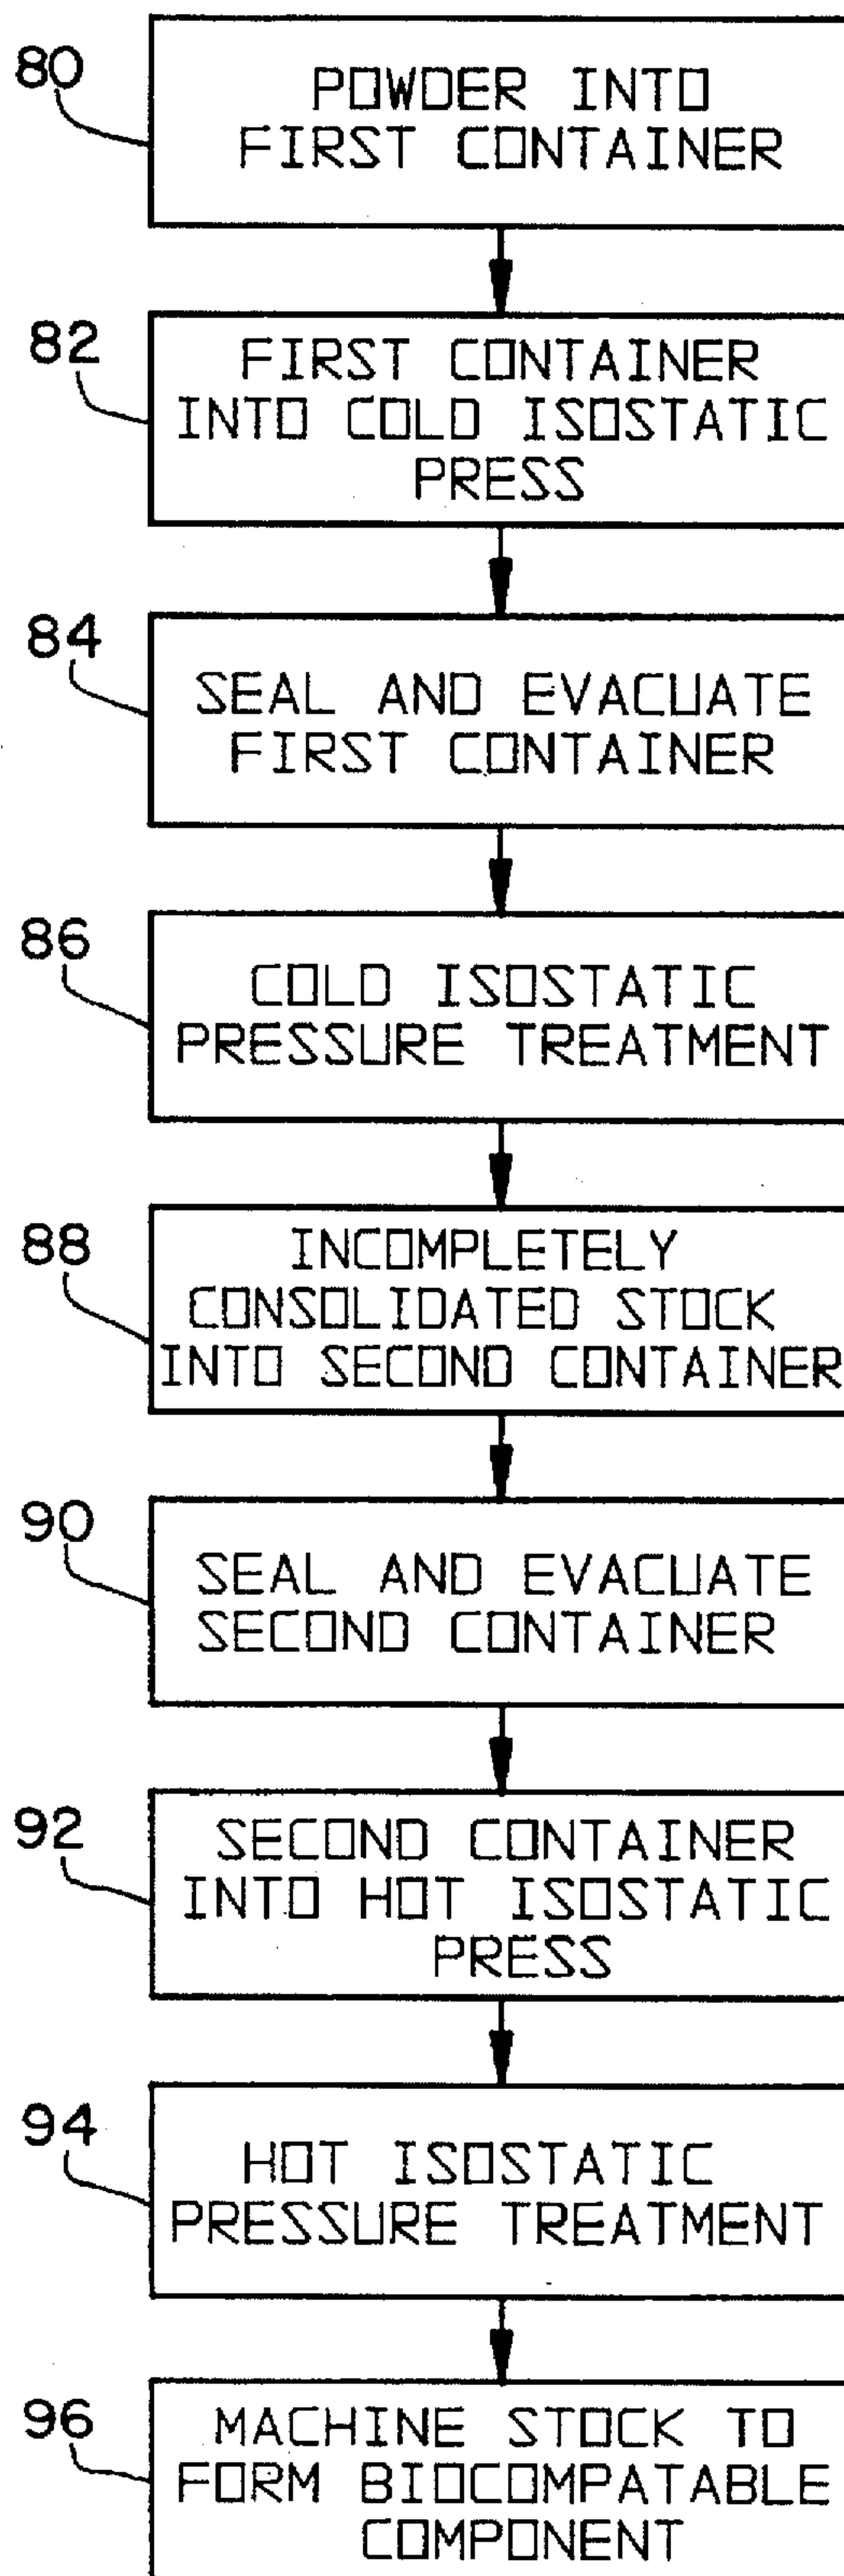 80
POWDER INTO
FIRST CONTAINER
82
FIRST CONTAINER
INTO COLD ISOSTATIC
PRESS
84
SEAL AND EVACUATE
FIRST CONTAINER
86
COLD ISOSTATIC
PRESSURE TREATMENT
88
INCOMPLETELY
CONSOLIDATED STOCK
INTO SECOND CONTAINER
90
SEAL AND EVACUATE
SECOND CONTAINER
92
SECOND CONTAINER
INTO HOT ISOSTATIC
PRESS
94
HOT ISOSTATIC
PRESSURE TREATMENT
96
MACHINE STOCK TO
FORM BIOCOMPATABLE
COMPONENT